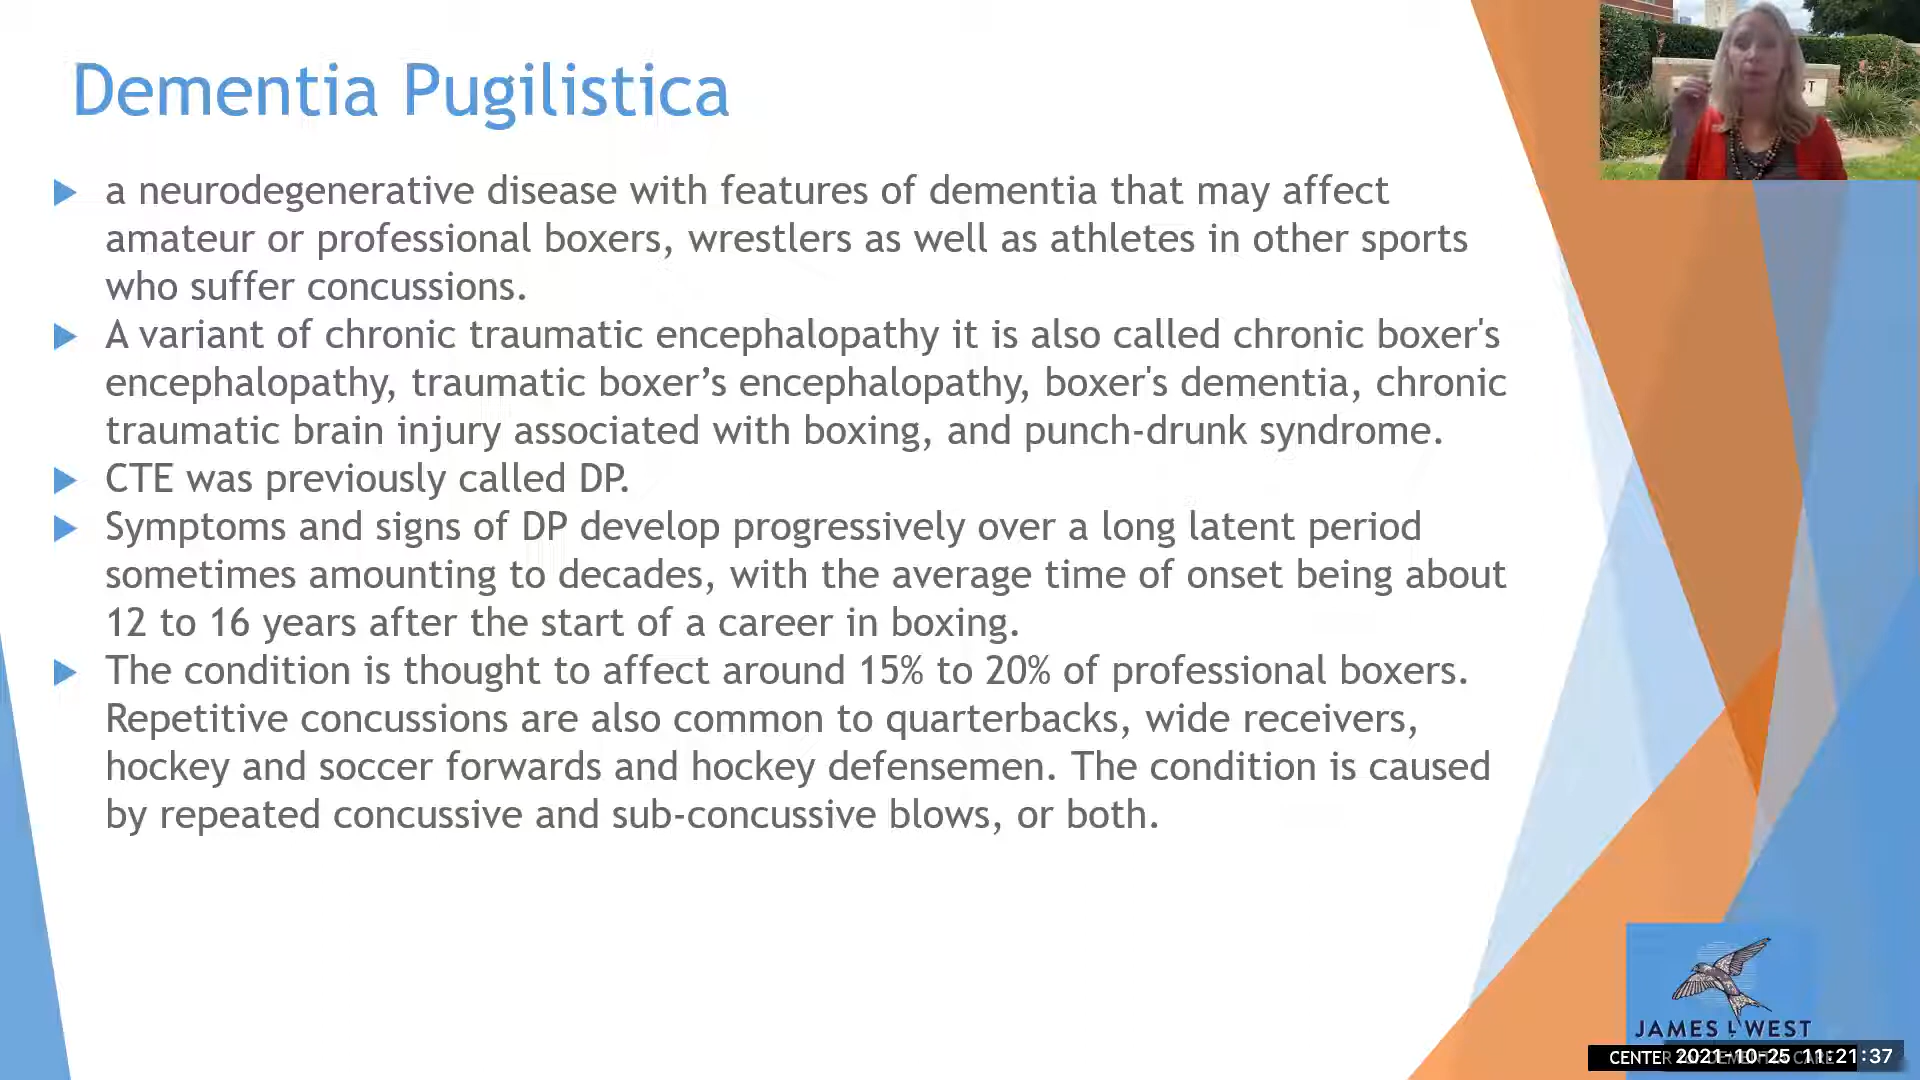 Dementia Pugilistica
a neurodegenerative disease with features of dementia that may affect
amateur or professional boxers, wrestlers as well as athletes in other sports
who suffer concussions.
A variant of chronic traumatic encephalopathy it is also called chronic boxer's
encephalopathy, traumatic boxer’s encephalopathy, boxer's dementia, chronic
traumatic brain injury associated with boxing, and punch-drunk syndrome.
CTE was previously called DP.
Symptoms and signs of DP develop progressively over a long latent period
sometimes amounting to decades, with the average time of onset being about
12 to 16 years after the start of a career in boxing.
The condition is thought to affect around 15% to 20% of professional boxers.
Repetitive concussions are also common to quarterbacks, wide receivers,
hockey and soccer forwards and hockey defensemen. The condition is caused
by repeated concussive and sub-concussive blows, or both.
JAMES L WEST
CENTER
2021-10-25 11:21:37